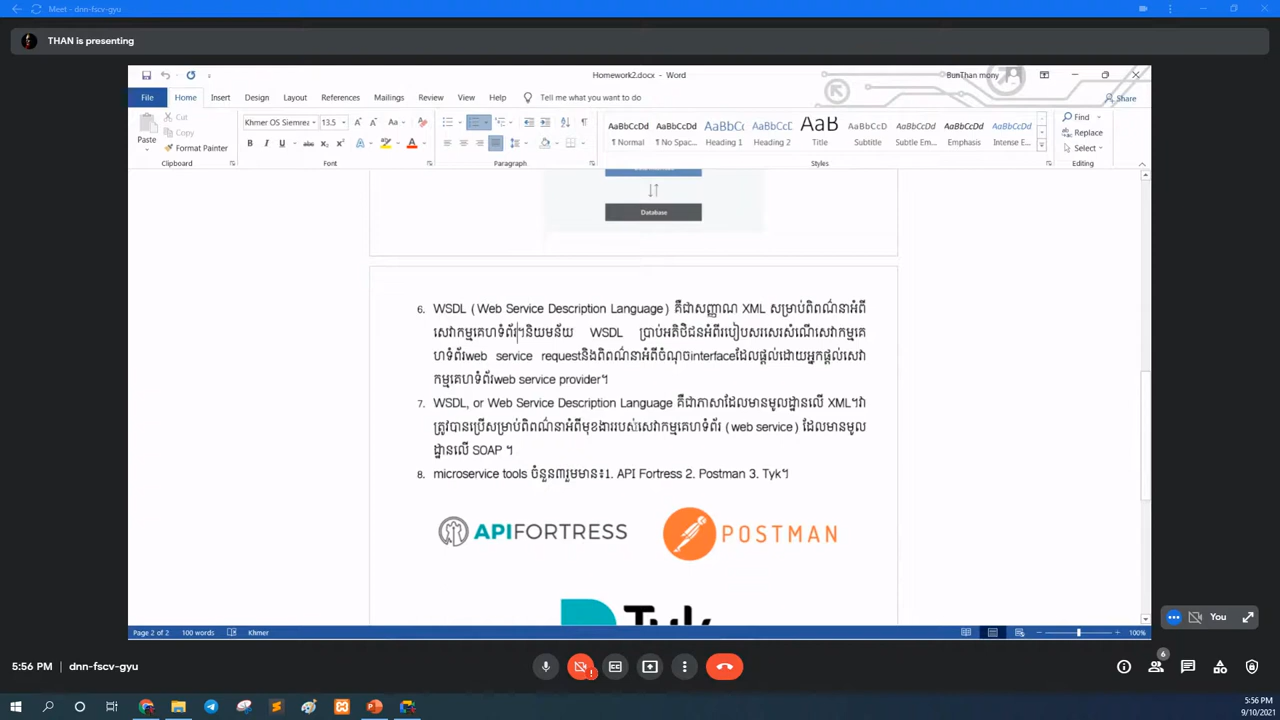 Meet - dnn-fscv-gyu
THAN is presenting
Homework2.docx - Word
BunThan mony
File Home Insert Design Layout References Mailings Review View Help Tell me what you want to do
Share
Paste
Cut
Copy
Format Painter
Clipboard
Khmer OS Siemrea 13.5
Font
Paragraph
AaBbCcDd AaBbCcDd AaBbCc AaBbCcD AaB AaBbCcD AaBbCcDd AaBbCcDd AaBbCcDd
¶ Normal ¶ No Spac... Heading 1 Heading 2 Title Subtitle Subtle Em... Emphasis Intense E...
Styles
Find
Replace
Select
Editing
Database
6. WSDL (Web Service Description Language) គឺជាសញ្ញាណ XML សម្រាប់ពិពណ៌នាអំពី
សេវាកម្មគេហទំព័រ។និយមន័យ WSDL ប្រាប់អតិថិជនអំពីរបៀបសរសេរសំណើសេវាកម្មគេ
ហទំព័រweb service requestនិងពិពណ៌នាអំពីចំណុចinterfaceដែលផ្តល់ដោយអ្នកផ្តល់សេវា
កម្មគេហទំព័រweb service provider។
7. WSDL, or Web Service Description Language គឺជាភាសាដែលមានមូលដ្ឋានលើ XML។វា
ត្រូវបានប្រើសម្រាប់ពិពណ៌នាអំពីមុខងាររបស់សេវាកម្មគេហទំព័រ (web service) ដែលមានមូល
ដ្ឋានលើ SOAP ។
8. microservice tools ចំនួន៣រួមមាន៖1. API Fortress 2. Postman 3. Tyk។
APIFORTRESS
POSTMAN
Tyk
Page 2 of 2 100 words Khmer
100%
You
5:56 PM | dnn-fscv-gyu
6
5:56 PM
9/10/2021